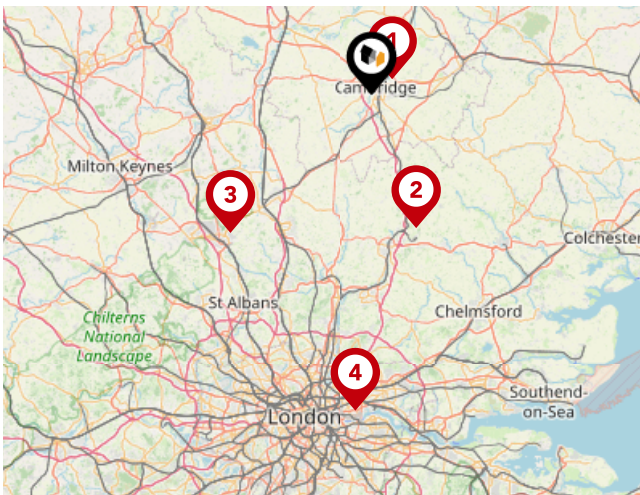 1
Cambridge
Milton Keynes
3
2
Colchester
St Albans
Chelmsford
Chilterns
National
Landscape
4
Southend-
on-Sea
London